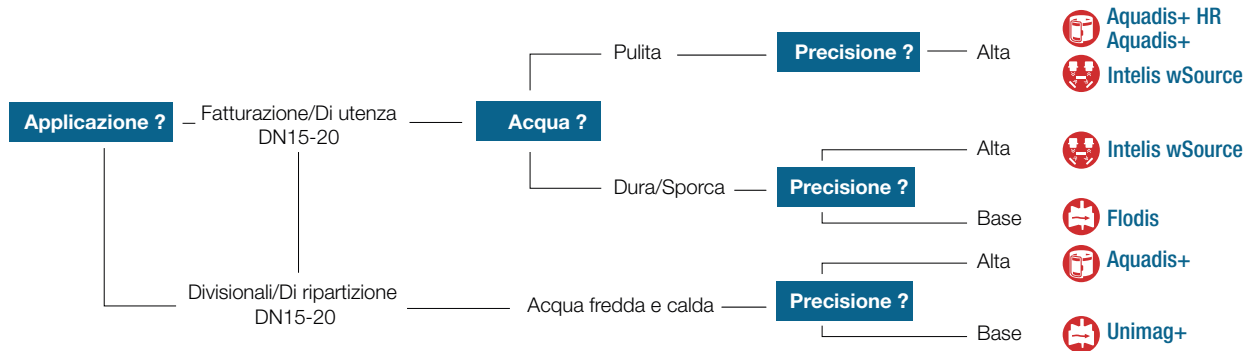 Aquadis+ HR
Pulita
Precisione ?
Alta
Aquadis+
Intelis wSource
Applicazione ?
Fatturazione/Di utenza
DN15-20
Acqua ?
Alta
Intelis wSource
Dura/Sporca
Precisione ?
Base
Flodis
Alta
Aquadis+
Divisionali/Di ripartizione
DN15-20
Acqua fredda e calda
Precisione ?
Base
Unimag+